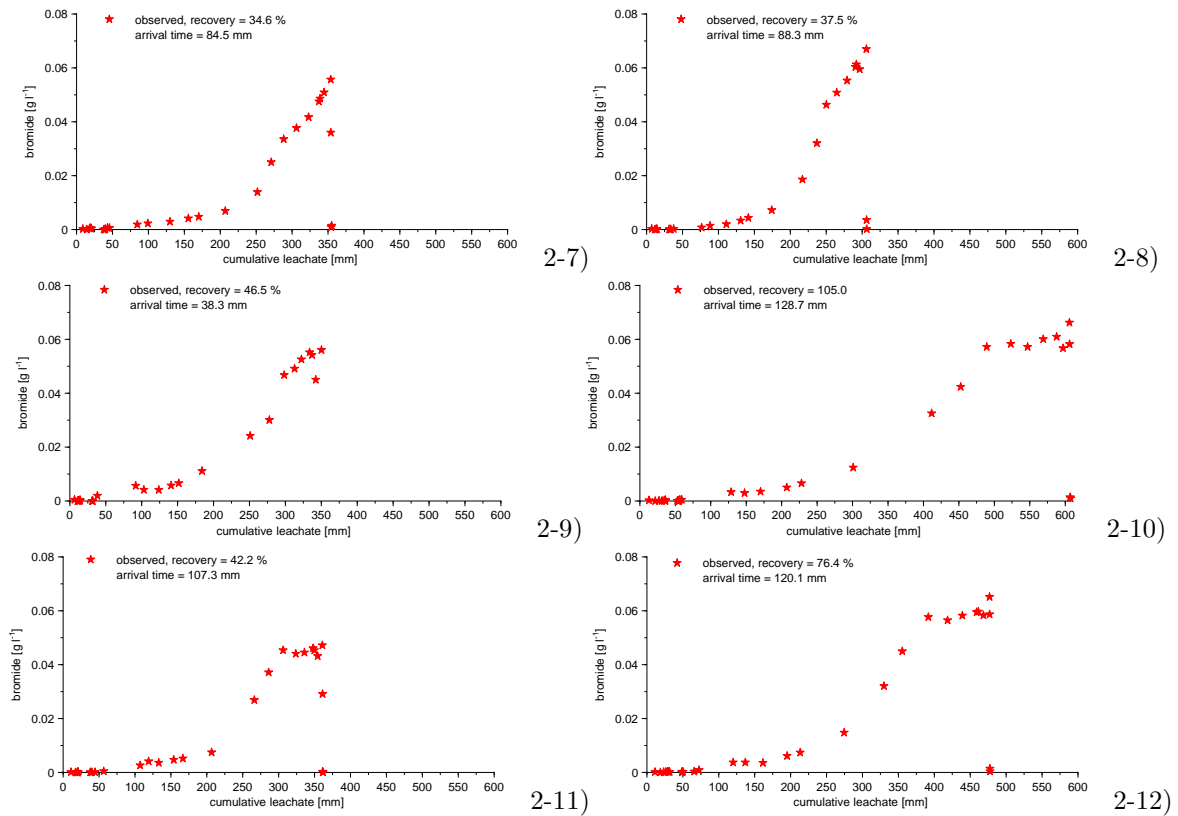 observed, recovery = 34.6 %
arrival time = 84.5 mm
0.08
0.06
0.04
0.02
0
bromide [g l⁻¹]
0 50 100 150 200 250 300 350 400 450 500 550 600
cumulative leachate [mm]
2-7)
observed, recovery = 37.5 %
arrival time = 88.3 mm
0.08
0.06
0.04
0.02
0
bromide [g l⁻¹]
0 50 100 150 200 250 300 350 400 450 500 550 600
cumulative leachate [mm]
2-8)
observed, recovery = 46.5 %
arrival time = 38.3 mm
0.08
0.06
0.04
0.02
0
bromide [g l⁻¹]
0 50 100 150 200 250 300 350 400 450 500 550 600
cumulative leachate [mm]
2-9)
observed, recovery = 105.0
arrival time = 128.7 mm
0.08
0.06
0.04
0.02
0
bromide [g l⁻¹]
0 50 100 150 200 250 300 350 400 450 500 550 600
cumulative leachate [mm]
2-10)
observed, recovery = 42.2 %
arrival time = 107.3 mm
0.08
0.06
0.04
0.02
0
bromide [g l⁻¹]
0 50 100 150 200 250 300 350 400 450 500 550 600
cumulative leachate [mm]
2-11)
observed, recovery = 76.4 %
arrival time = 120.1 mm
0.08
0.06
0.04
0.02
0
bromide [g l⁻¹]
0 50 100 150 200 250 300 350 400 450 500 550 600
cumulative leachate [mm]
2-12)